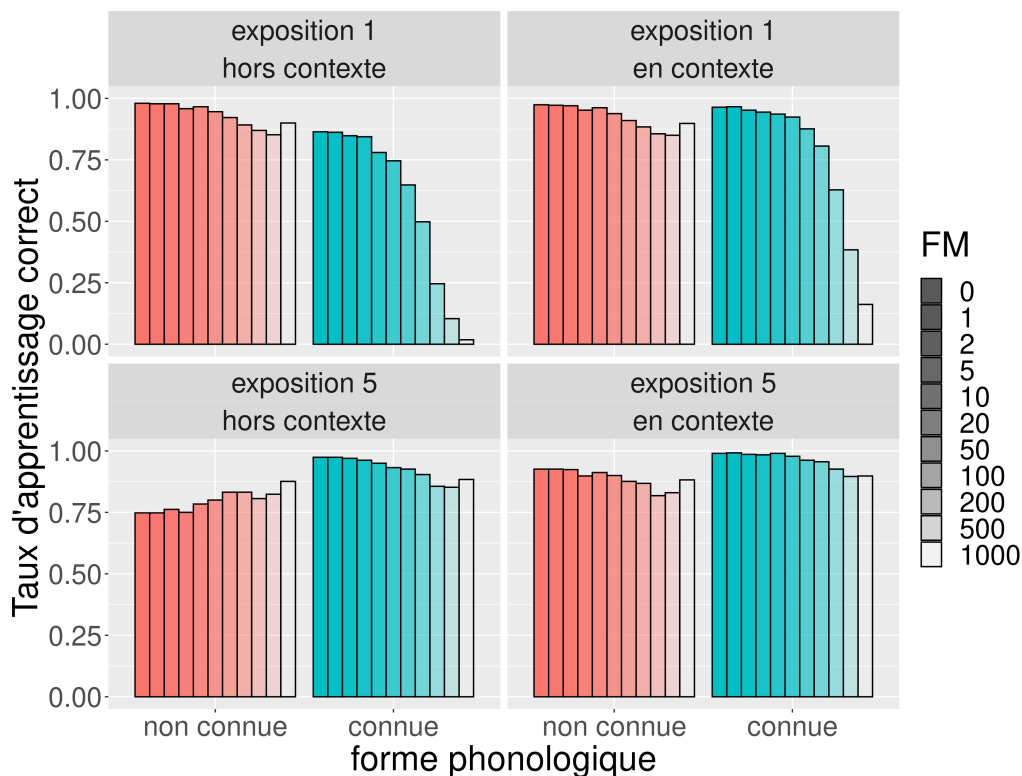 exposition 1
hors contexte
exposition 1
en contexte
1.00
0.75
0.50
0.25
0.00
exposition 5
hors contexte
exposition 5
en contexte
1.00
0.75
0.50
0.25
0.00
non connue
connue
non connue
connue
forme phonologique
Taux d'apprentissage correct
FM
0
1
2
5
10
20
50
100
200
500
1000